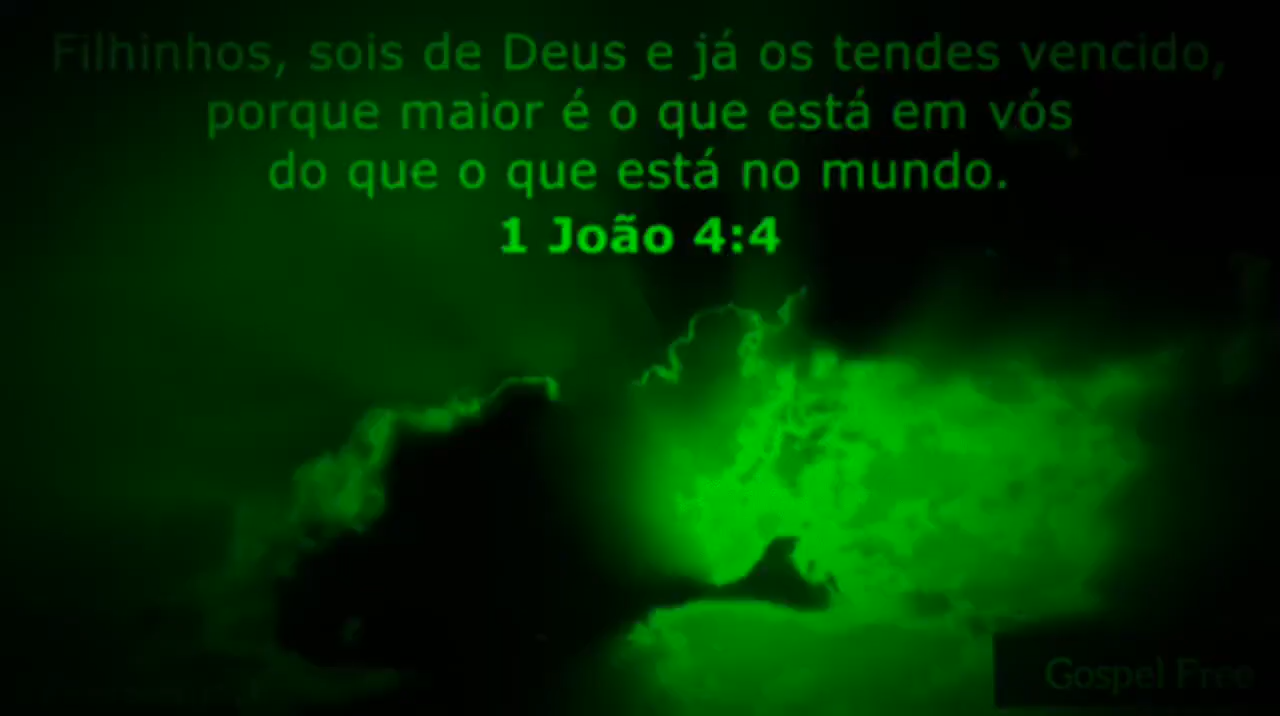 Filhinhos, sois de Deus e já os tendes vencido,
porque maior é o que está em vós
do que o que está no mundo.
1 João 4:4
Gospel Free